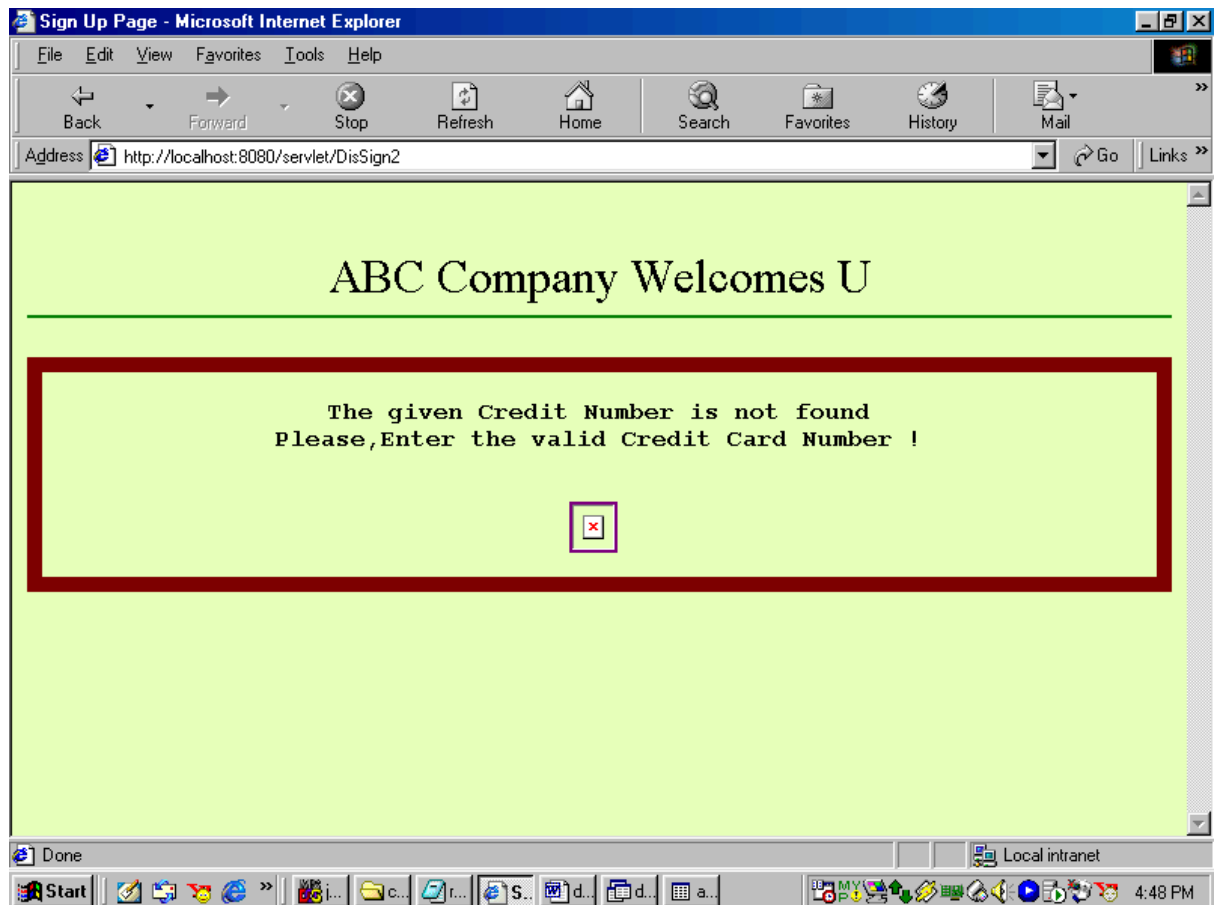 Sign Up Page - Microsoft Internet Explorer
File Edit View Favorites Tools Help
Back Forward Stop Refresh Home Search Favorites History Mail »
Address http://localhost:8080/servlet/DisSign2 Go Links »
ABC Company Welcomes U
The given Credit Number is not found
Please,Enter the valid Credit Card Number !
Done Local intranet
Start » j... c... r... S.. d... d... a... 4:48 PM